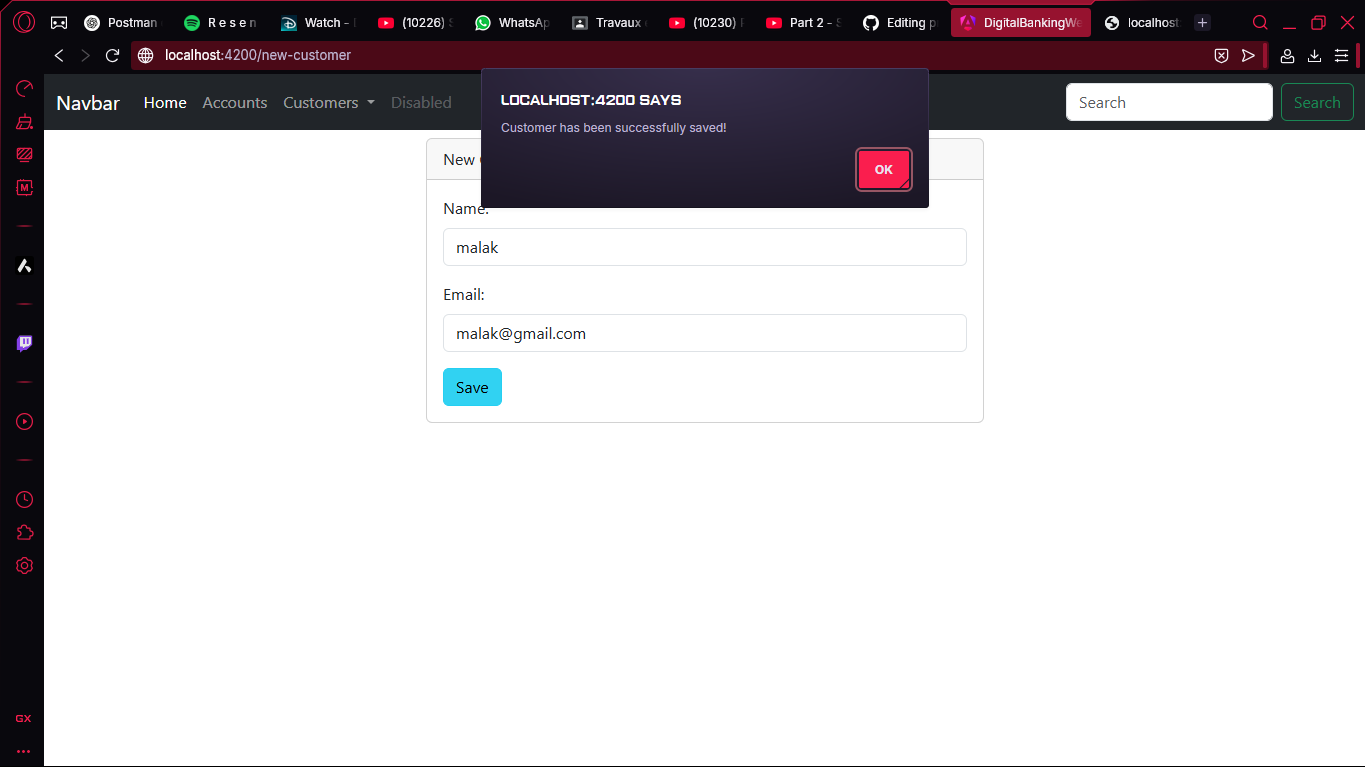 Postman
R e s e n
Watch -
(10226)
WhatsAp
Travaux
(10230)
Part 2 -
Editing
DigitalBankingWe
localhost
localhost:4200/new-customer
Navbar
Home
Accounts
Customers
Disabled
Search
Search
LOCALHOST:4200 SAYS
Customer has been successfully saved!
OK
New
Name:
malak
Email:
malak@gmail.com
Save
M
GX